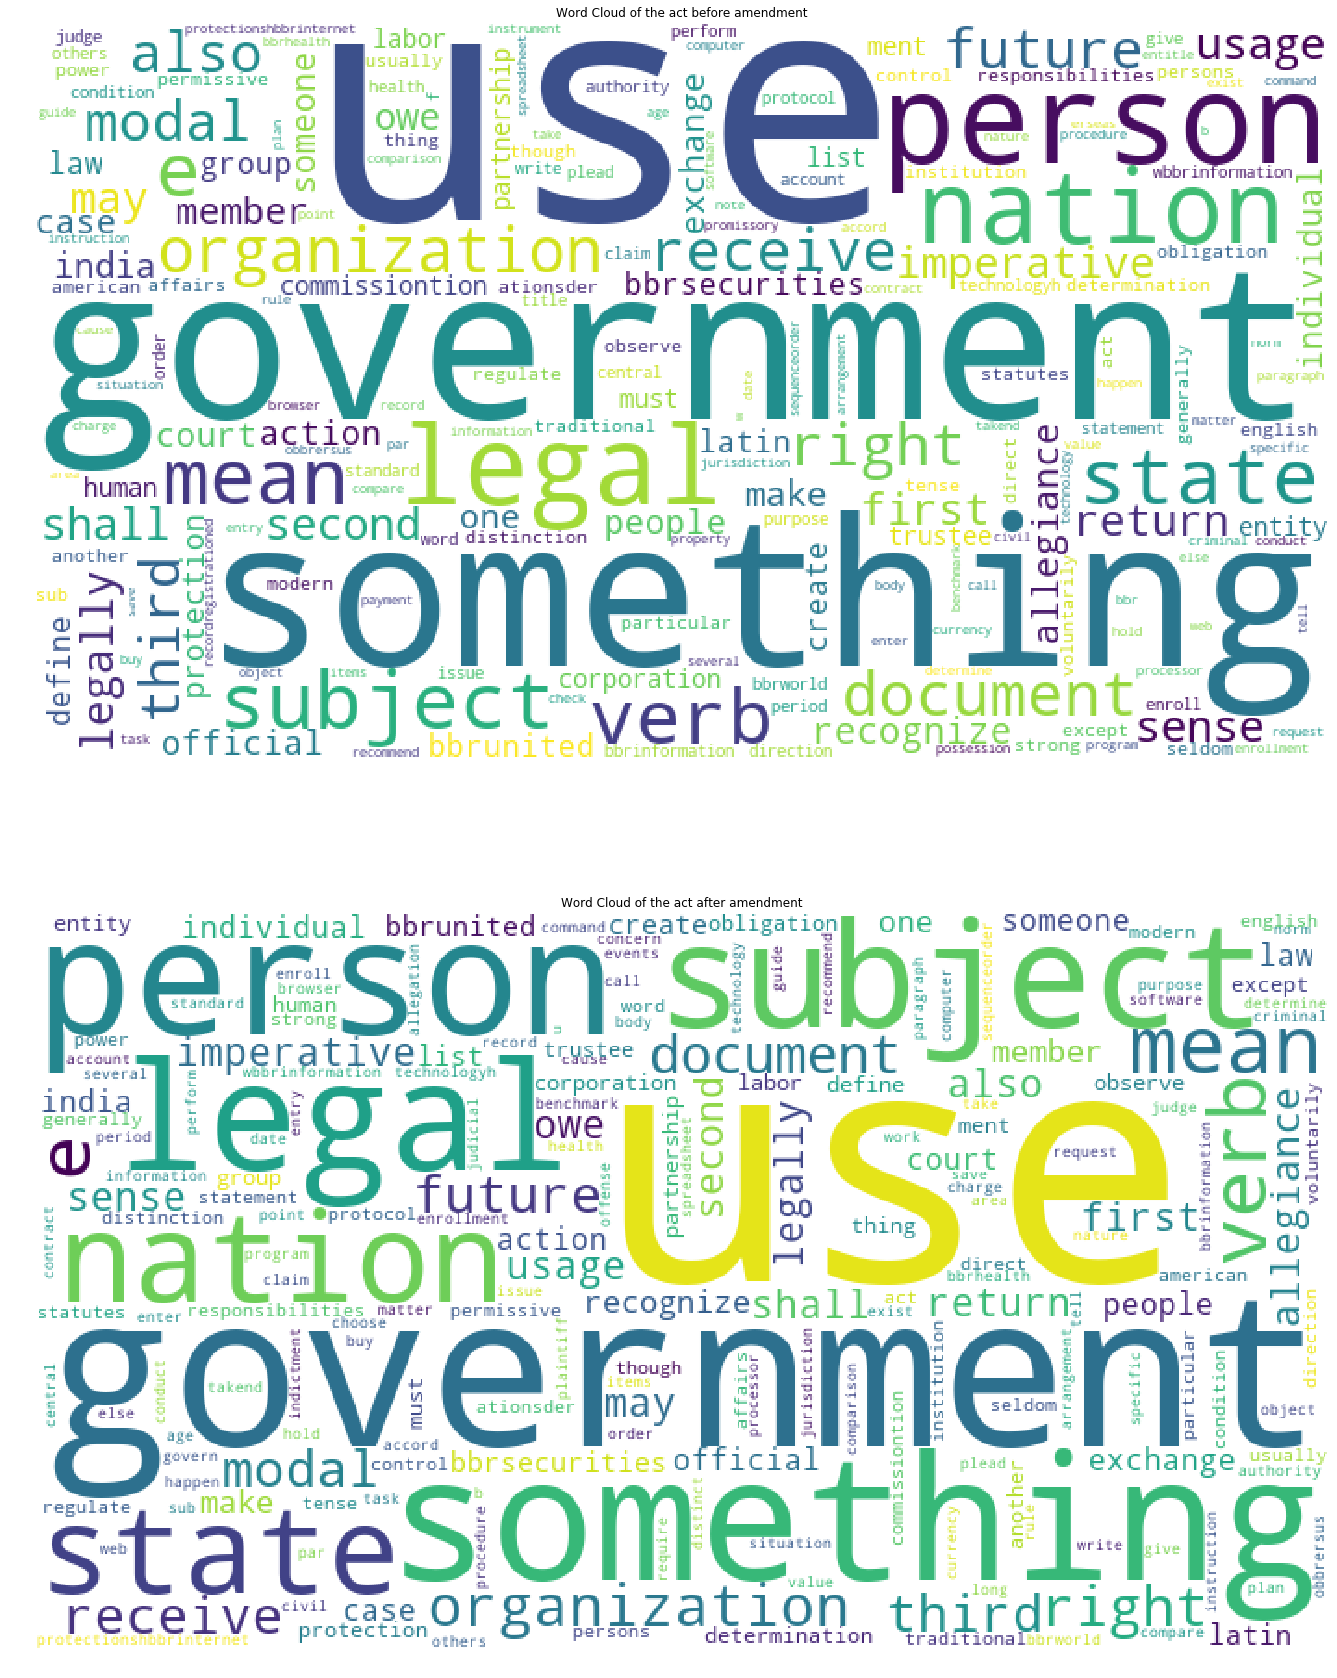 Word Cloud of the act before amendment
judge protectionshbbrinternet instrument perform
others also bbrhealth labor use computer ment future give usage
power permissive usually authority control responsibilities persons entitle
condition someone health f spreadsheet protocol person exist command
guide modal plan owe partnership age nature procedure b
law e group thing take though exchange software list erseas
comparison write plead account institution wbbrinformation
may member point note nation individual
case organization promissory accord obligation
instruction claim receive imperative
india commissiontion ationsder bbrsecurities contract technologyh determination
american affairs rule title
government
cause order observe sequenceorder arrangement statutes act generally norm
situation regulate central date happen paragraph
browser record must
charge court action par information traditional latin right takend statement matter english
obbrersus legal jurisdiction direct value specific
area mean standard state
human compare make tense allegiance technology
shall protection recordregistrationed entry second one people purpose first return entity
word distinction property trustee civil criminal conduct
another modern something create body benchmark call else
sub third payment voluntarily bbr
define legally save particular enter currency hold web tell
buy object items several determine processor
subject issue corporation bbrworld document
check verb period enroll sense request
task official recommend bbrunited bbrinformation direction recognize possession strong except program seldom enrollment
Word Cloud of the act after amendment
entity individual bbrunited command create obligation one someone english norm
person concern subject modern law
enroll events technology guide recommend paragraph computer sequenceorder purpose except
standard browser allegation call software determine
human word criminal
power strong body mean
account imperative list record u trustee cause document member
several wbbrinformation technologyh
india perform entry corporation labor define also observe
generally legal benchmark owe second legally take judge verb allegiance voluntarily
period date judicial health partnership spreadsheet use work ment
e information court request
sense group statement future offense save charge first bbrinformation
distinction point protocol enrollment thing area nature
contract nation program action direct
claim usage bbrhealth american
issue
statutes enter responsibilities matter permissive recognize shall exist act return tell people
choose
government
central buy indictment plaintiff though affairs processor jurisdiction institution arrangement specific particular condition direction
takend must items comparison
else conduct ationsder may seldom object
age hold order
govern accord
happen modal control bbrsecurities official commissiontion plead exchange usually
authority
regulate sub make tense task procedure b something another rule
state require distinct currency
web par situation write give instruction obbrersus
value long plan
receive civil case organization third right
protection persons determination traditional bbrworld compare latin
protectionshbbrinternet others